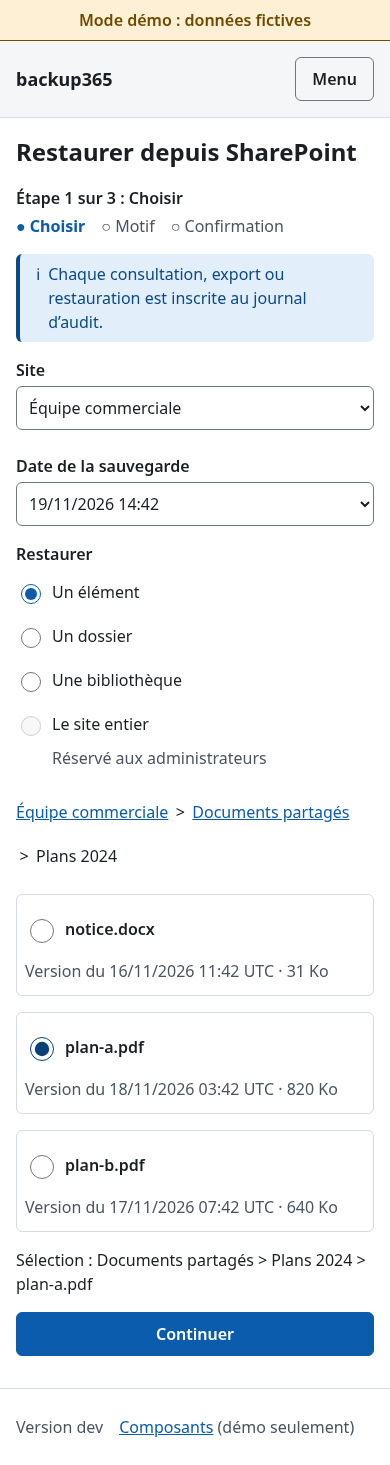 Mode démo : données fictives
backup365
Menu
Restaurer depuis SharePoint
Étape 1 sur 3 : Choisir
● Choisir ○ Motif ○ Confirmation
i Chaque consultation, export ou
restauration est inscrite au journal
d’audit.
Site
Équipe commerciale
Date de la sauvegarde
19/11/2026 14:42
Restaurer
Un élément
Un dossier
Une bibliothèque
Le site entier
Réservé aux administrateurs
Équipe commerciale > Documents partagés
> Plans 2024
notice.docx
Version du 16/11/2026 11:42 UTC · 31 Ko
plan-a.pdf
Version du 18/11/2026 03:42 UTC · 820 Ko
plan-b.pdf
Version du 17/11/2026 07:42 UTC · 640 Ko
Sélection : Documents partagés > Plans 2024 >
plan-a.pdf
Continuer
Version dev Composants (démo seulement)